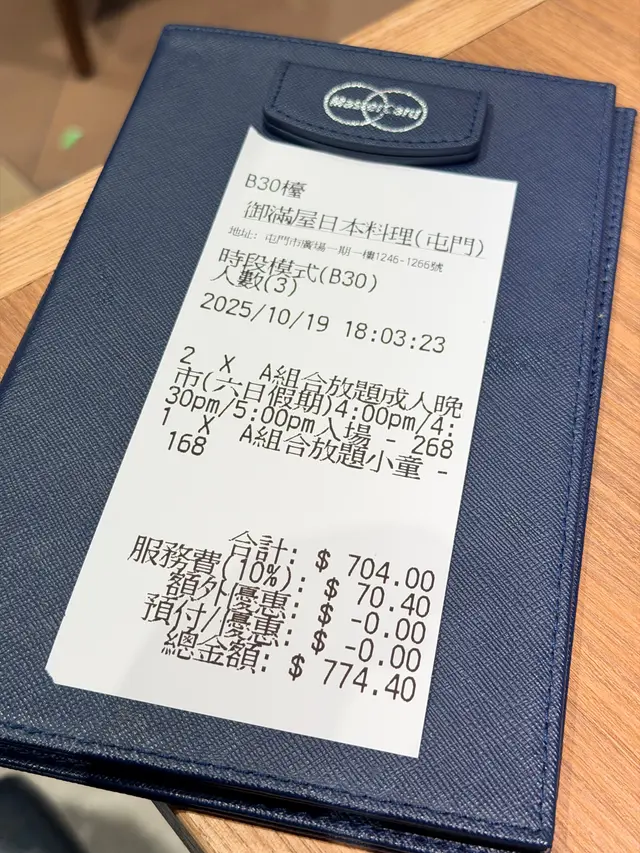 MasterCard
B30檯
御滿屋日本料理(屯門)
地址: 屯門市廣場一期一樓1246-1266號
時段模式(B30)
人數(3)
2025/10/19 18:03:23
2 X A組合放題成人晚
市(六日假期)4:00pm/4:
30pm/5:00pm入場 - 268
1 X A組合放題小童 -
168
合計: $ 704.00
服務費(10%): $ 70.40
額外優惠: $ -0.00
預付/優惠: $ -0.00
總金額: $ 774.40